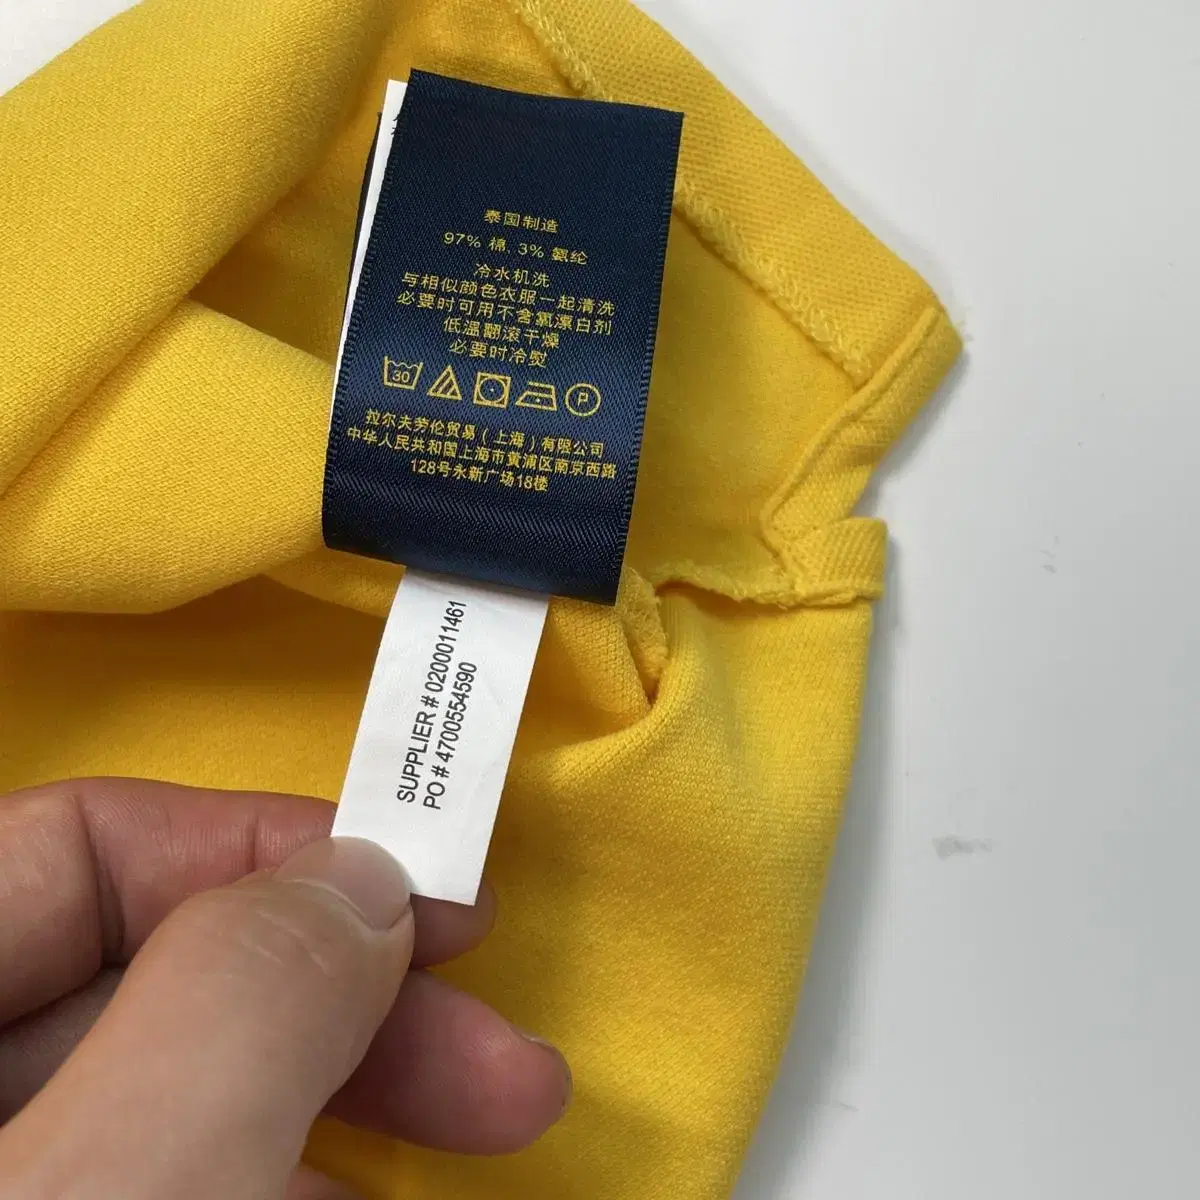 泰国制造
97% 棉, 3% 氨纶
冷水机洗
与相似颜色衣服一起清洗
必要时可用不含氯漂白剂
低温翻滚干燥
必要时冷熨
30
P
拉尔夫劳伦贸易（上海）有限公司
中华人民共和国上海市黄浦区南京西路
128号永新广场18楼
SUPPLIER # 0200011461
PO # 4700554590